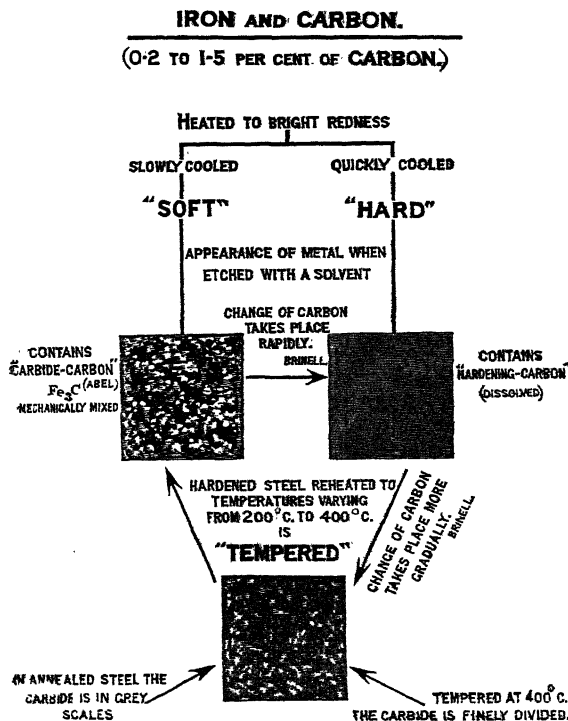 IRON AND CARBON.
(0·2 TO 1-5 PER CENT. OF CARBON.)
HEATED TO BRIGHT REDNESS
SLOWLY COOLED
QUICKLY COOLED
"SOFT"
"HARD"
APPEARANCE OF METAL WHEN
ETCHED WITH A SOLVENT
CHANGE OF CARBON
TAKES PLACE
RAPIDLY.
BRINELL.
CONTAINS
"CARBIDE-CARBON"
Fe3C (ABEL)
MECHANICALLY MIXED
CONTAINS
"HARDENING-CARBON"
(DISSOLVED)
HARDENED STEEL REHEATED TO
TEMPERATURES VARYING
FROM 200°C. TO 400°C.
IS
"TEMPERED"
CHANGE OF CARBON
TAKES PLACE MORE
GRADUALLY.
BRINELL.
IN ANNEALED STEEL THE
CARBIDE IS IN GREY
SCALES
TEMPERED AT 400°C.
THE CARBIDE IS FINELY DIVIDED.